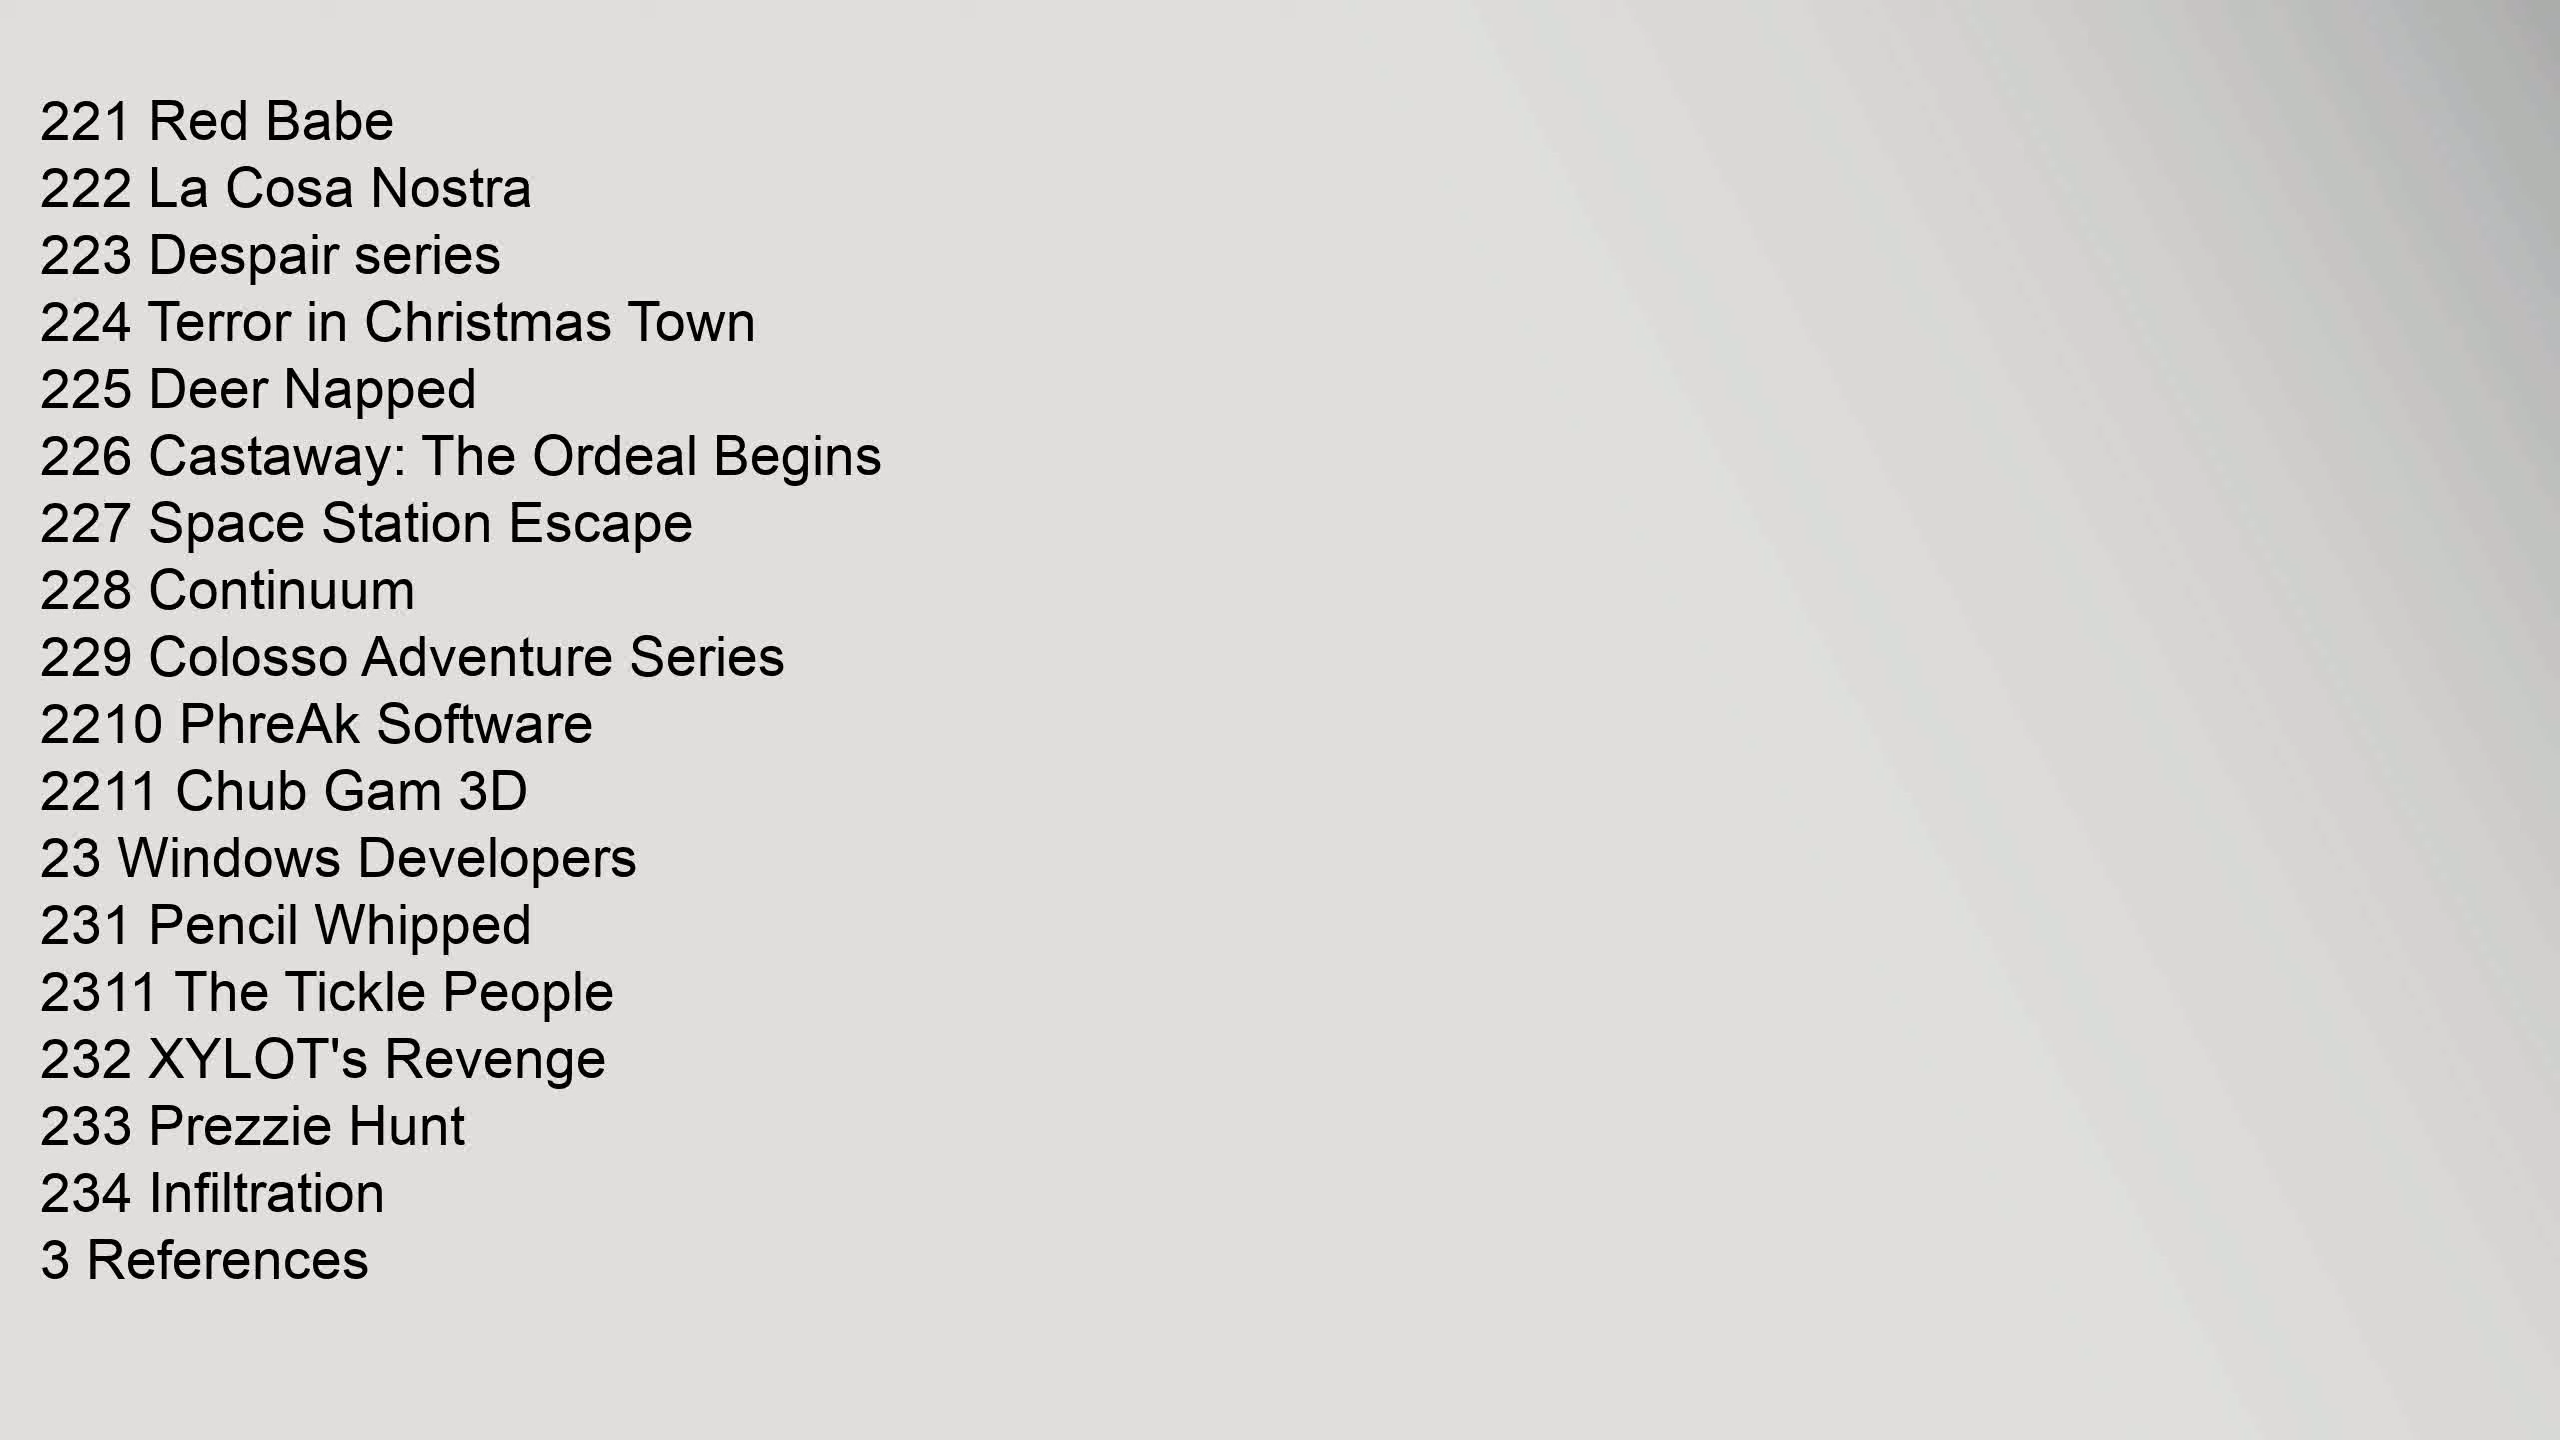 221 Red Babe
222 La Cosa Nostra
223 Despair series
224 Terror in Christmas Town
225 Deer Napped
226 Castaway: The Ordeal Begins
227 Space Station Escape
228 Continuum
229 Colosso Adventure Series
2210 PhreAk Software
2211 Chub Gam 3D
23 Windows Developers
231 Pencil Whipped
2311 The Tickle People
232 XYLOT's Revenge
233 Prezzie Hunt
234 Infiltration
3 References